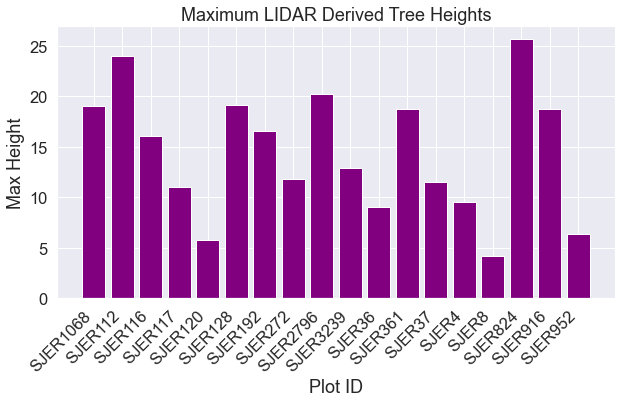 Maximum LIDAR Derived Tree Heights
Max Height
25
20
15
10
5
0
SJER1068
SJER112
SJER116
SJER117
SJER120
SJER128
SJER192
SJER272
SJER2796
SJER3239
SJER36
SJER361
SJER37
SJER4
SJER8
SJER824
SJER916
SJER952
Plot ID